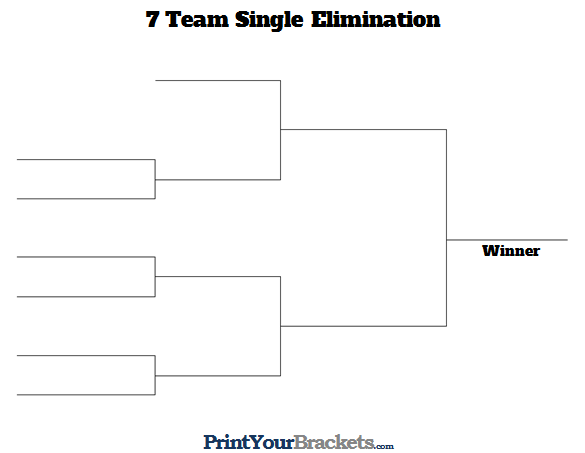 7 Team Single Elimination
Winner
PrintYourBrackets.com